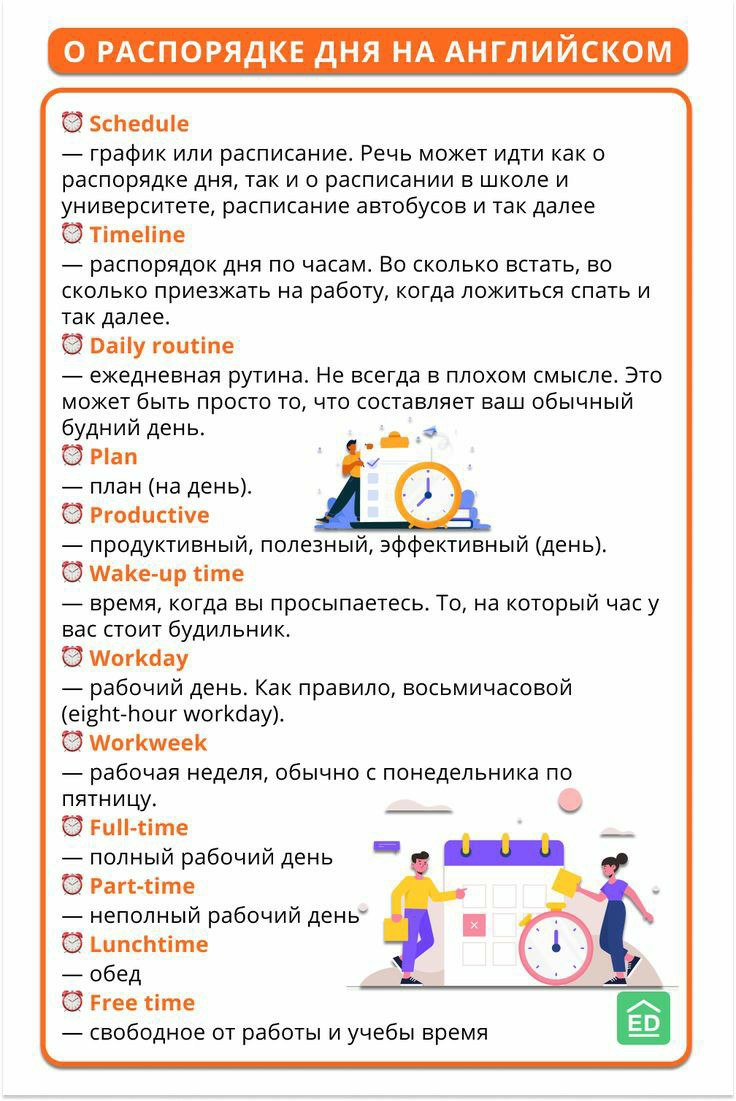 О РАСПОРЯДКЕ ДНЯ НА АНГЛИЙСКОМ
Schedule
— график или расписание. Речь может идти как о
распорядке дня, так и о расписании в школе и
университете, расписание автобусов и так далее
Timeline
— распорядок дня по часам. Во сколько встать, во
сколько приезжать на работу, когда ложиться спать и
так далее.
Daily routine
— ежедневная рутина. Не всегда в плохом смысле. Это
может быть просто то, что составляет ваш обычный
будний день.
Plan
— план (на день).
Productive
— продуктивный, полезный, эффективный (день).
Wake-up time
— время, когда вы просыпаетесь. То, на который час у
вас стоит будильник.
Workday
— рабочий день. Как правило, восьмичасовой
(eight-hour workday).
Workweek
— рабочая неделя, обычно с понедельника по
пятницу.
Full-time
— полный рабочий день
Part-time
— неполный рабочий день
Lunchtime
— обед
Free time
— свободное от работы и учебы время
ED